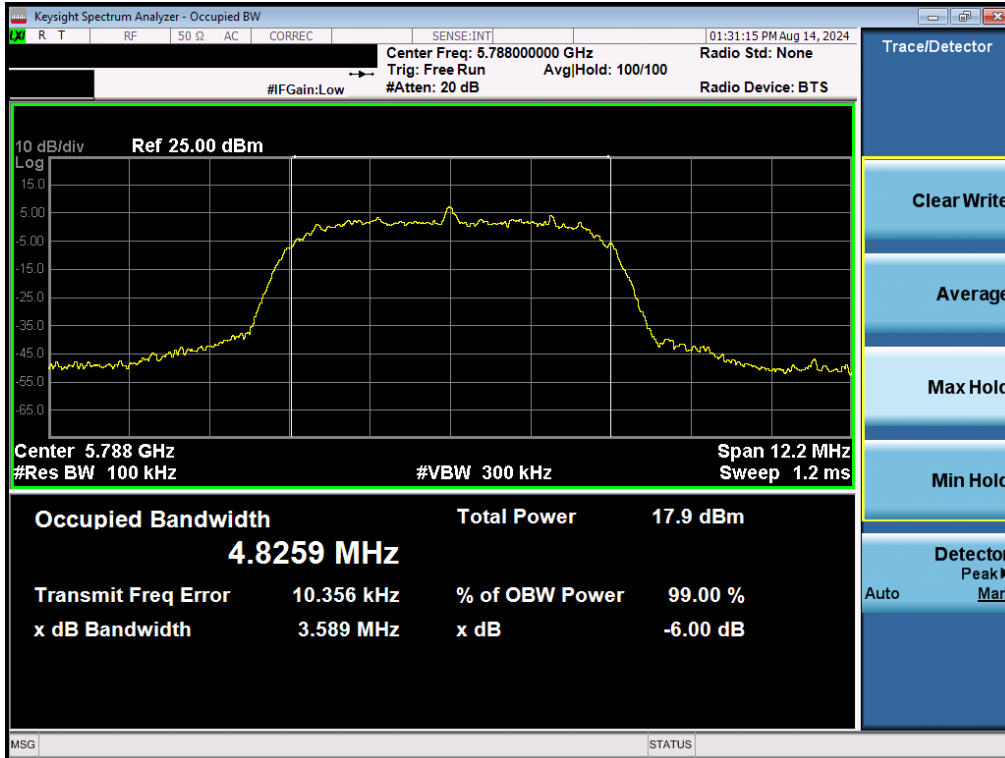 Keysight Spectrum Analyzer - Occupied BW
LXI R T RF 50 Ω AC CORREC SENSE:INT 01:31:15 PM Aug 14, 2024
Center Freq: 5.788000000 GHz Radio Std: None
Trig: Free Run Avg|Hold: 100/100
#IFGain:Low #Atten: 20 dB Radio Device: BTS
10 dB/div Ref 25.00 dBm
Log
15.0
5.00
-5.00
-15.0
-25.0
-35.0
-45.0
-55.0
-65.0
Center 5.788 GHz Span 12.2 MHz
#Res BW 100 kHz #VBW 300 kHz Sweep 1.2 ms
Occupied Bandwidth Total Power 17.9 dBm
4.8259 MHz
Transmit Freq Error 10.356 kHz % of OBW Power 99.00 %
x dB Bandwidth 3.589 MHz x dB -6.00 dB
MSG STATUS
Trace/Detector
Clear Write
Average
Max Hold
Min Hold
Detector
Peak▶
Auto Man